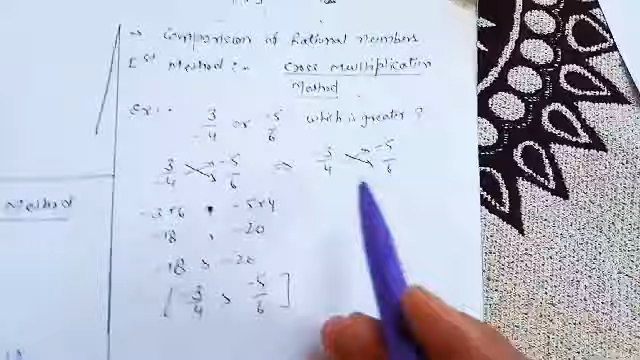 → Comparison of Rational numbers
Ist Method :- Cross Multiplication
Method
Ex:- -3/4 or -5/6 which is greater?
-3/4 -5/6 ⇒ -3/4 -5/6
-3×6 , -5×4
-18 , -20
-18 > -20
[ -3/4 > -5/6 ]
Method